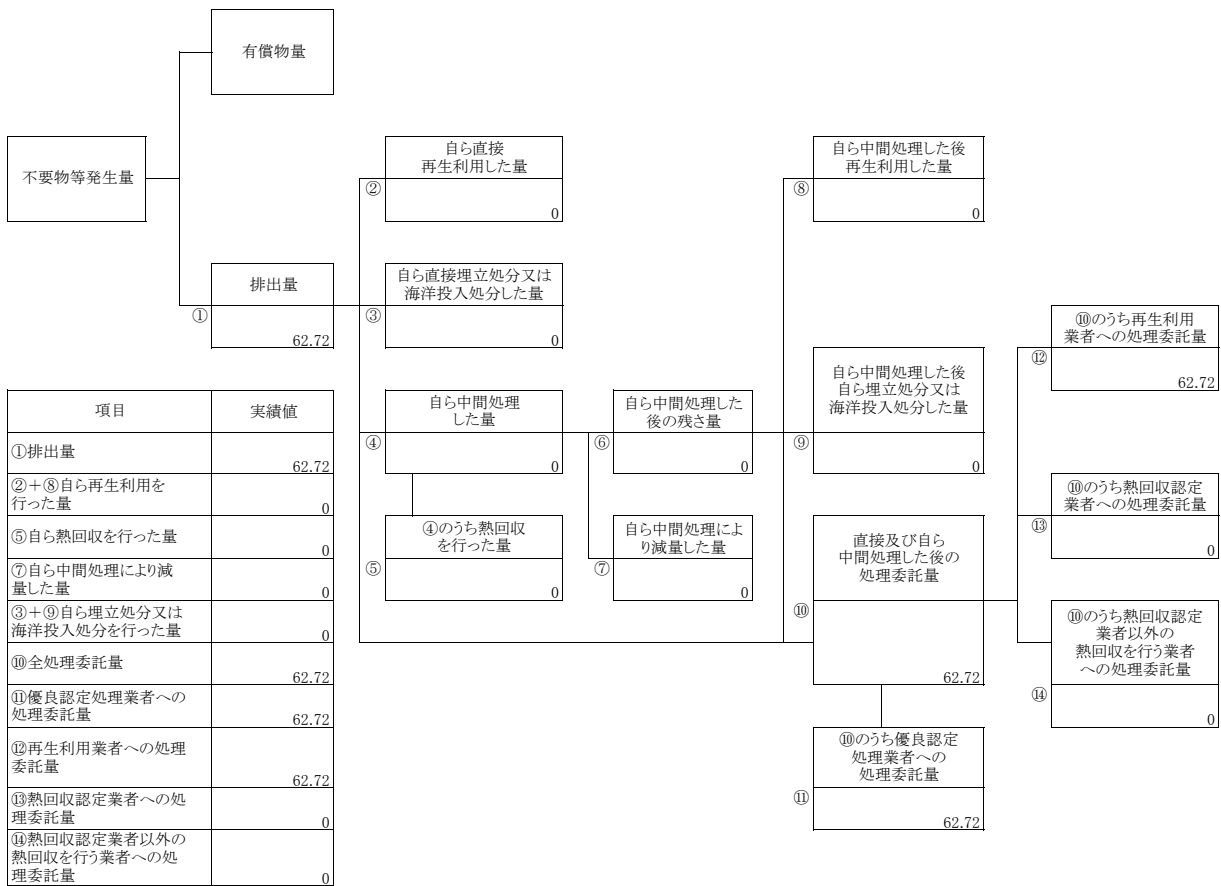 有償物量
不要物等発生量
自ら直接
再生利用した量
②
0
自ら中間処理した後
再生利用した量
⑧
0
排出量
①
62.72
自ら直接埋立処分又は
海洋投入処分した量
③
0
⑩のうち再生利用
業者への処理委託量
⑫
62.72
自ら中間処理
した量
④
0
自ら中間処理した
後の残さ量
⑥
0
自ら中間処理した後
自ら埋立処分又は
海洋投入処分した量
⑨
0
⑩のうち熱回収認定
業者への処理委託量
⑬
0
④のうち熱回収
を行った量
⑤
0
自ら中間処理によ
り減量した量
⑦
0
直接及び自ら
中間処理した後の
処理委託量
⑩
62.72
⑩のうち熱回収認定
業者以外の
熱回収を行う業者
への処理委託量
⑭
0
⑩のうち優良認定
処理業者への
処理委託量
⑪
62.72
項目 実績値
①排出量
62.72
②+⑧自ら再生利用を
行った量
0
⑤自ら熱回収を行った量
0
⑦自ら中間処理により減
量した量
0
③+⑨自ら埋立処分又は
海洋投入処分を行った量
0
⑩全処理委託量
62.72
⑪優良認定処理業者への
処理委託量
62.72
⑫再生利用業者への処理
委託量
62.72
⑬熱回収認定業者への処
理委託量
0
⑭熱回収認定業者以外の
熱回収を行う業者への処
理委託量
0